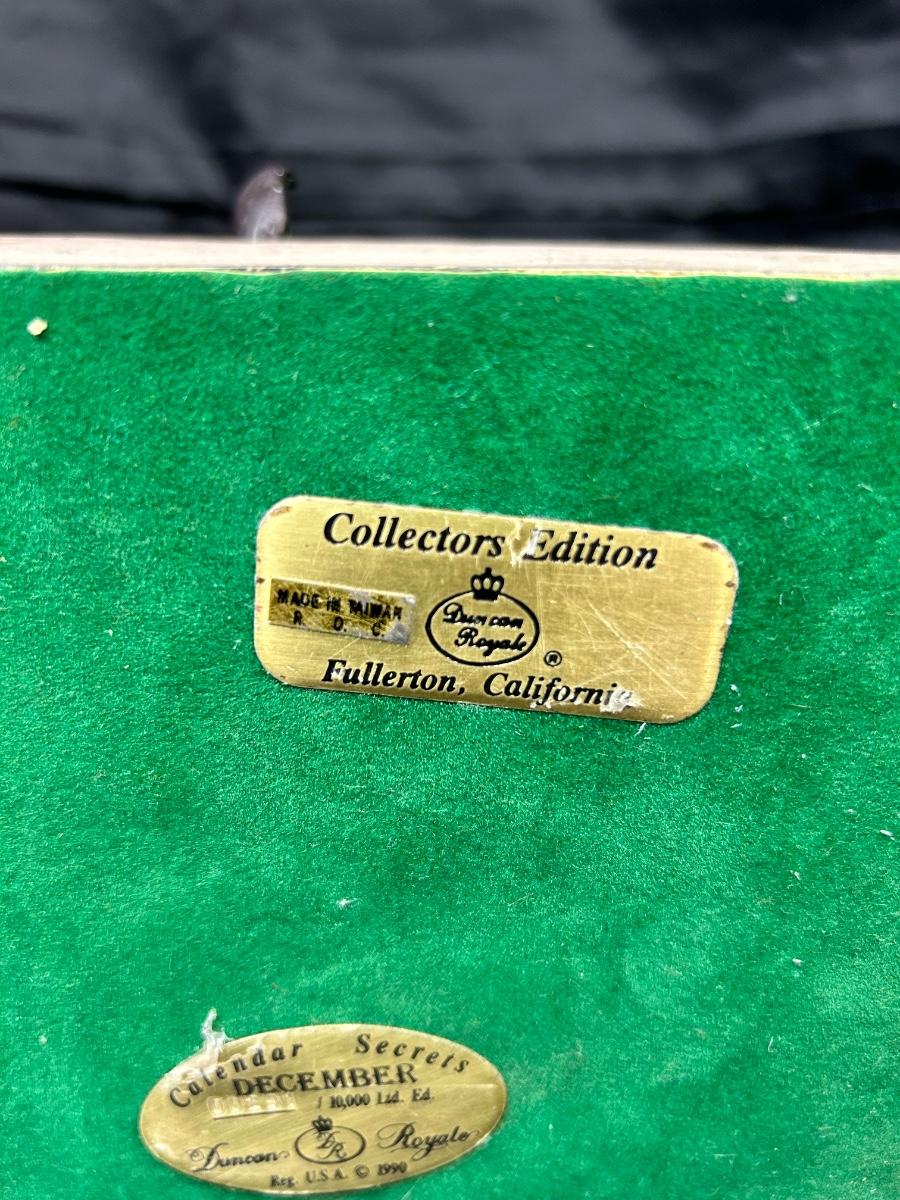 Collectors Edition
MADE IN TAIWAN
R. O. C.
Duncan
Royale
®
Fullerton, California
Calendar Secrets
DECEMBER
/ 10,000 Ltd. Ed.
Duncan DR Royale
Reg. U.S.A. © 1990